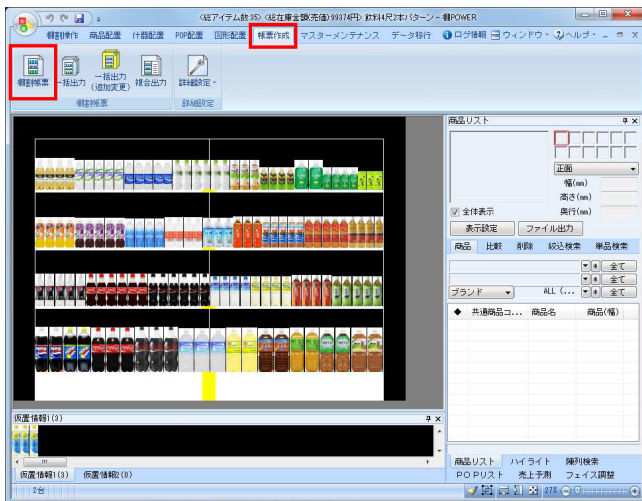 《総アイテム数:35》《総在庫金額(売価):99374円》飲料4尺2本パターン - 棚POWER
棚割操作 商品配置 什器配置 POP配置 図形配置 帳票作成 マスターメンテナンス データ移行 ログ情報 ウィンドウ ヘルプ
棚割帳票 一括出力 一括出力(追加変更) 複合出力 詳細設定
棚割帳票 詳細設定
商品リスト
正面
幅(mm)
高さ(mm)
全体表示 奥行(mm)
表示設定 ファイル出力
商品 比較 削除 絞込検索 単品検索
* 全て
* 全て
ブランド ALL (... * 全て
◆ 共通商品コ... 商品名 商品(幅)
仮置情報1(3)
仮置情報1(3) 仮置情報2(0)
商品リスト ハイライト 陳列検索
POPリスト 売上予測 フェイス調整
2台 27%